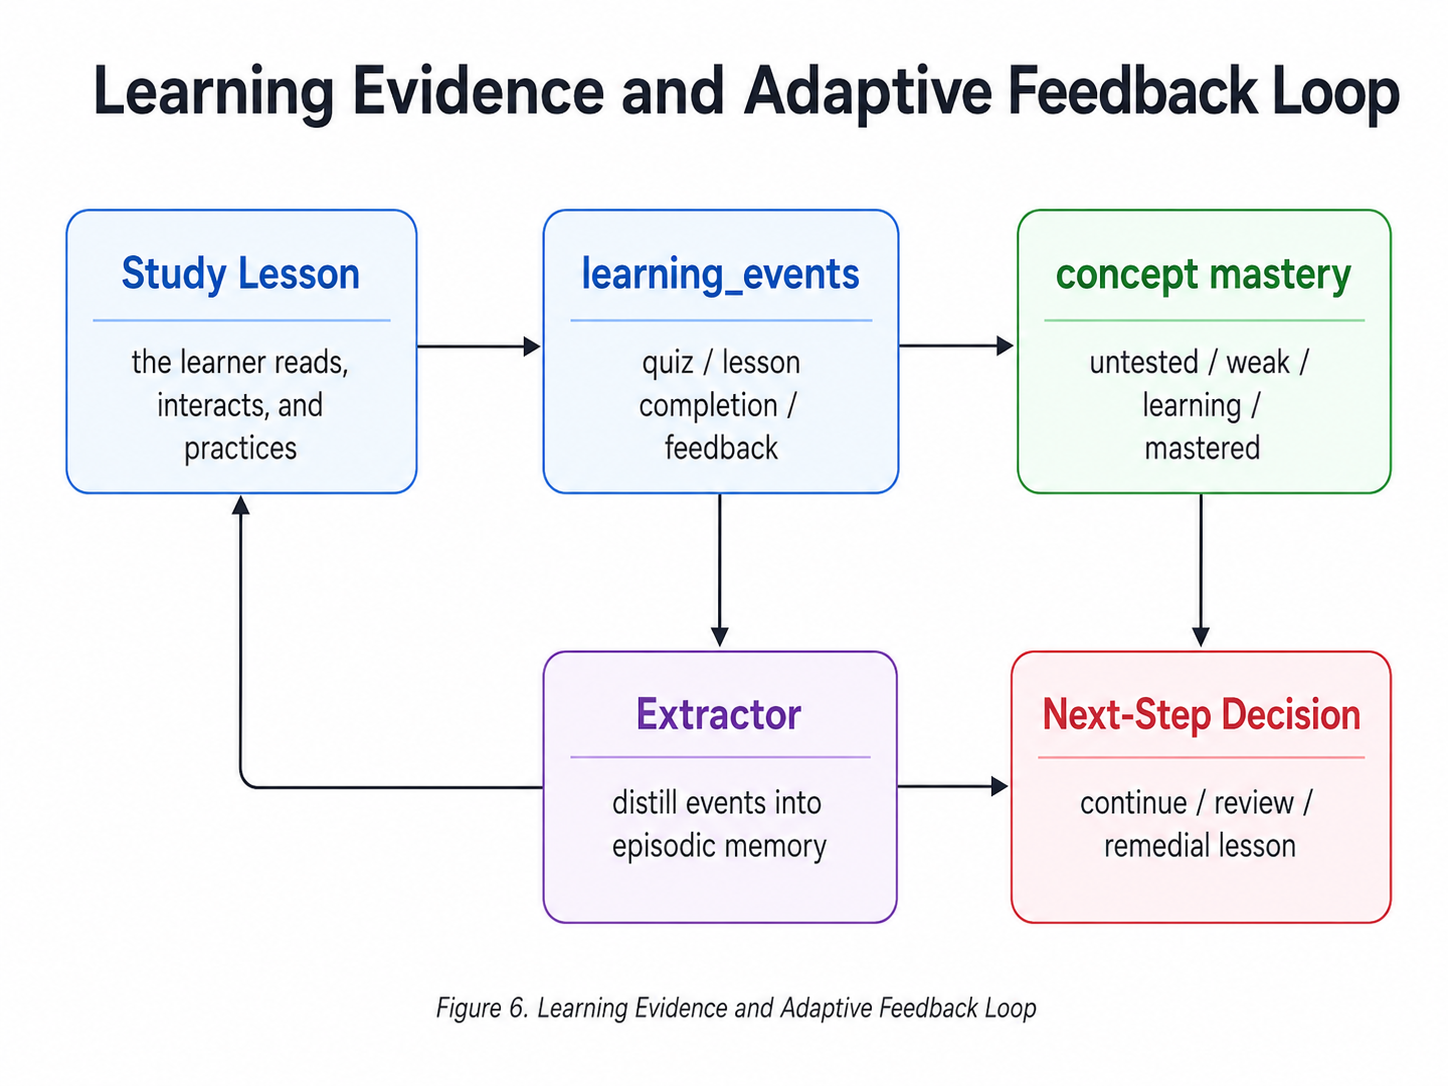 Learning Evidence and Adaptive Feedback Loop
Study Lesson
the learner reads,
interacts, and
practices
learning_events
quiz / lesson
completion /
feedback
concept mastery
untested / weak /
learning /
mastered
Extractor
distill events into
episodic memory
Next-Step Decision
continue / review /
remedial lesson
Figure 6. Learning Evidence and Adaptive Feedback Loop